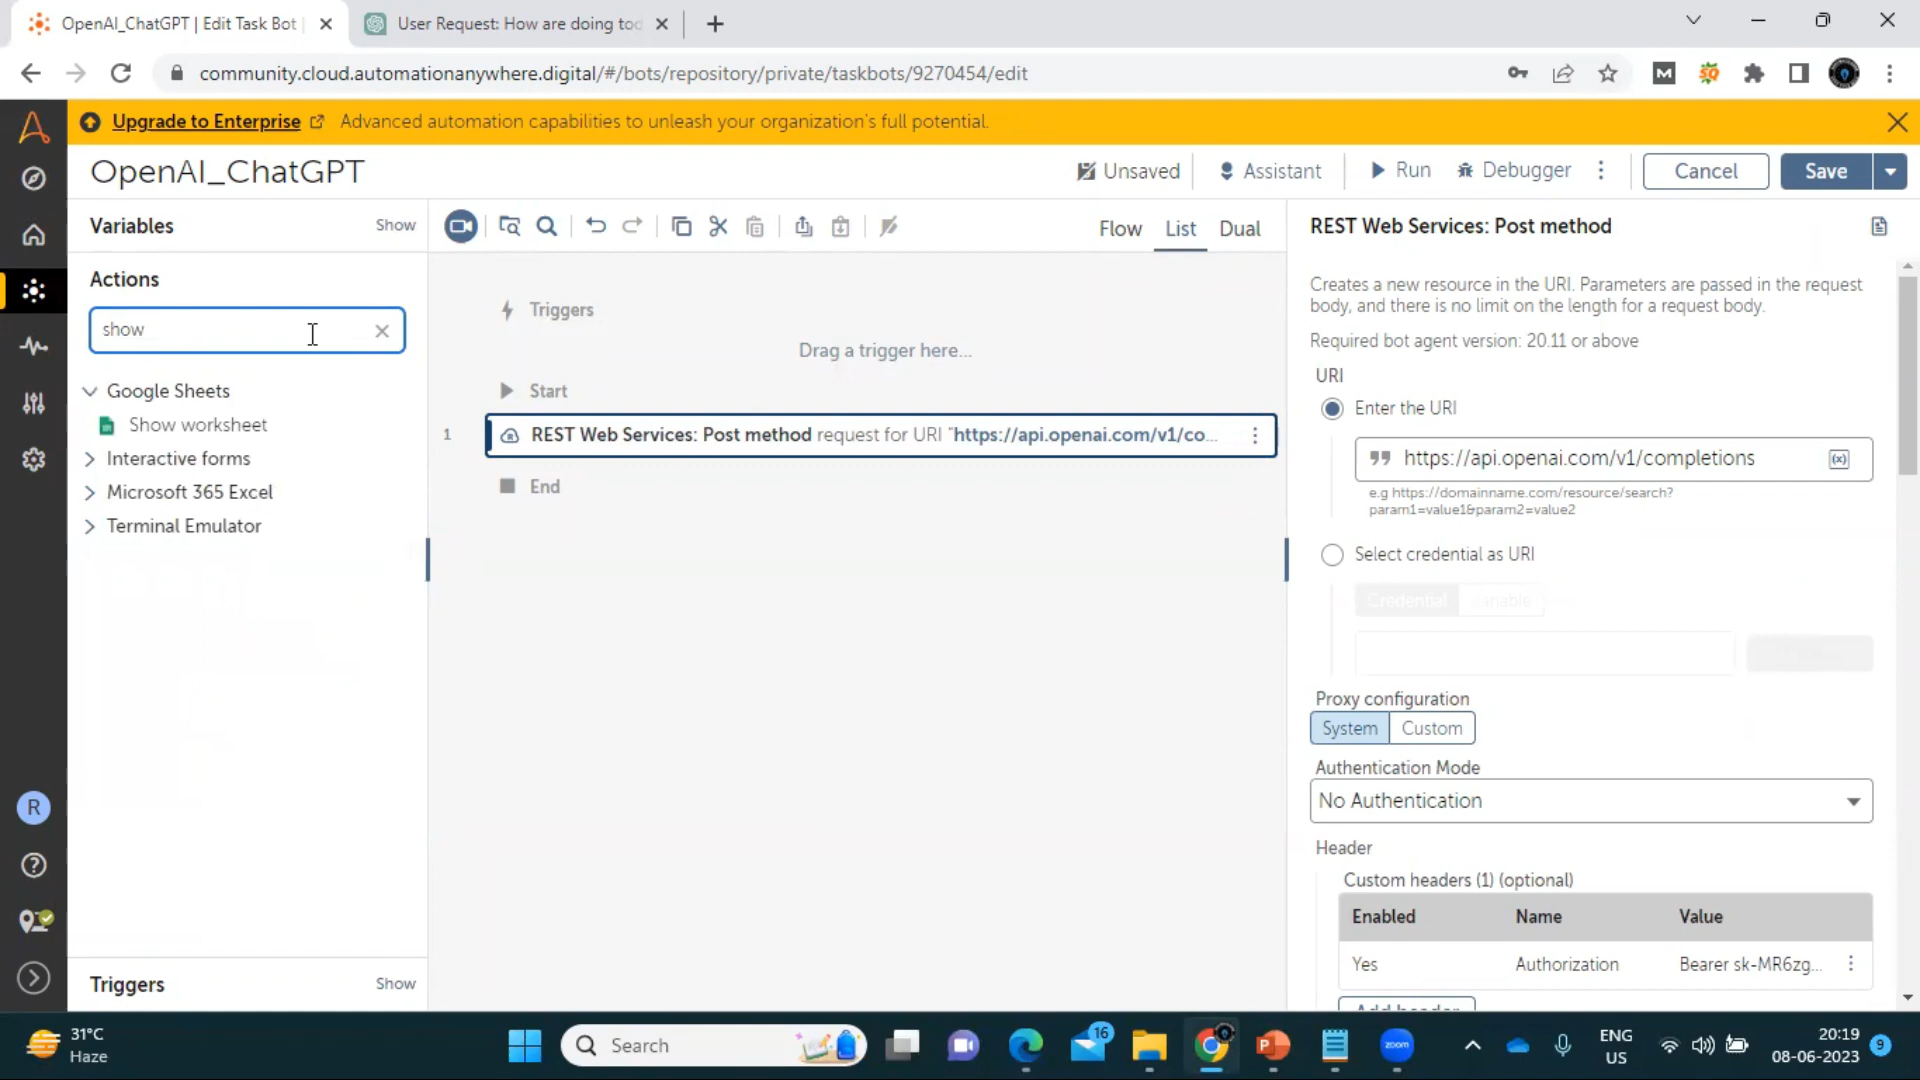 OpenAI_ChatGPT | Edit Task Bot
User Request: How are doing tod
community.cloud.automationanywhere.digital/#/bots/repository/private/taskbots/9270454/edit
Upgrade to Enterprise
Advanced automation capabilities to unleash your organization's full potential.
OpenAI_ChatGPT
Unsaved
Assistant
Run
Debugger
Cancel
Save
Variables
Show
Flow
List
Dual
REST Web Services: Post method
Actions
show
Google Sheets
Show worksheet
Interactive forms
Microsoft 365 Excel
Terminal Emulator
Triggers
Show
Triggers
Drag a trigger here...
Start
1
REST Web Services: Post method request for URI "https://api.openai.com/v1/co...
End
Creates a new resource in the URI. Parameters are passed in the request
body, and there is no limit on the length for a request body.
Required bot agent version: 20.11 or above
URI
Enter the URI
https://api.openai.com/v1/completions
(x)
e.g https://domainname.com/resource/search?
param1=value1&param2=value2
Select credential as URI
Credential
Proxy configuration
System
Custom
Authentication Mode
No Authentication
Header
Custom headers (1) (optional)
Enabled
Name
Value
Yes
Authorization
Bearer sk-MR6zg...
Add header
R
31°C
Haze
Search
16
zoom
ENG
US
20:19
08-06-2023
9